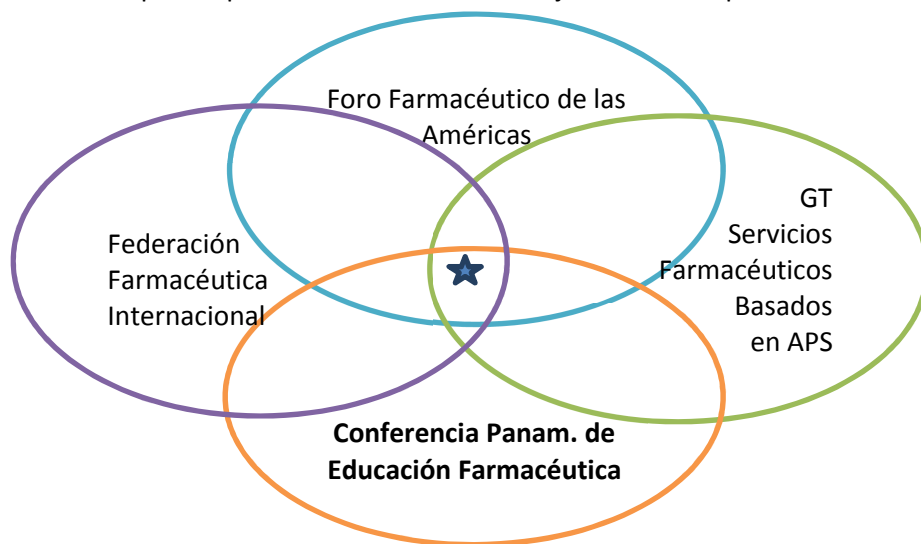 Foro Farmacéutico de las
Américas
Federación
Farmacéutica
Internacional
GT
Servicios
Farmacéuticos
Basados
en APS
Conferencia Panam. de
Educación Farmacéutica